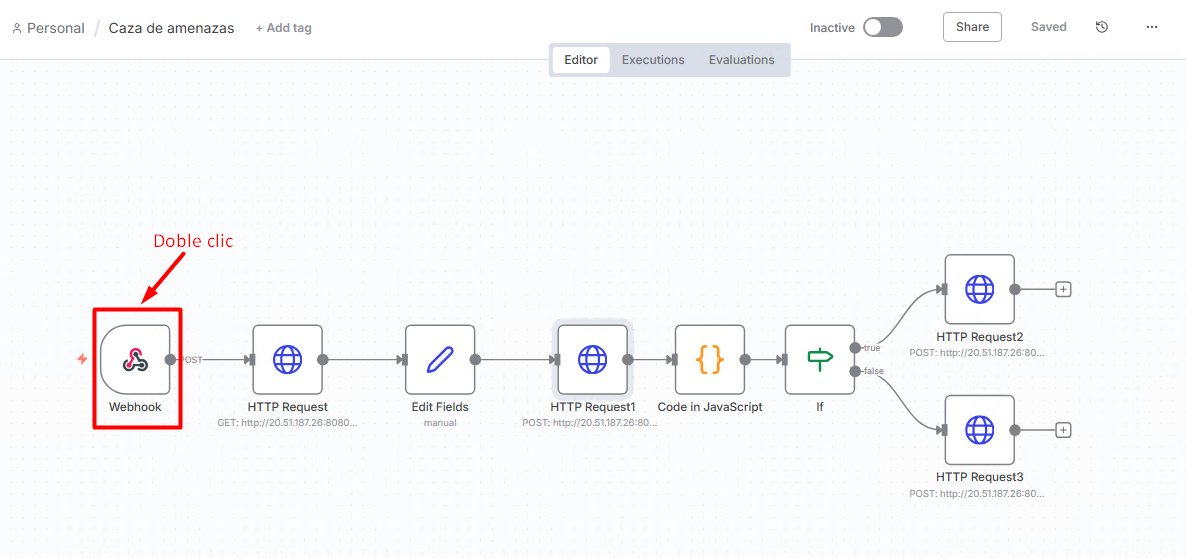 Personal / Caza de amenazas + Add tag
Inactive Share Saved
Editor Executions Evaluations
Doble clic
POST
Webhook
HTTP Request
GET: http://20.51.187.26:8080...
Edit Fields
manual
HTTP Request1
POST: http://20.51.187.26:80...
Code in JavaScript
If
true
false
HTTP Request2
POST: http://20.51.187.26:80...
HTTP Request3
POST: http://20.51.187.26:80...